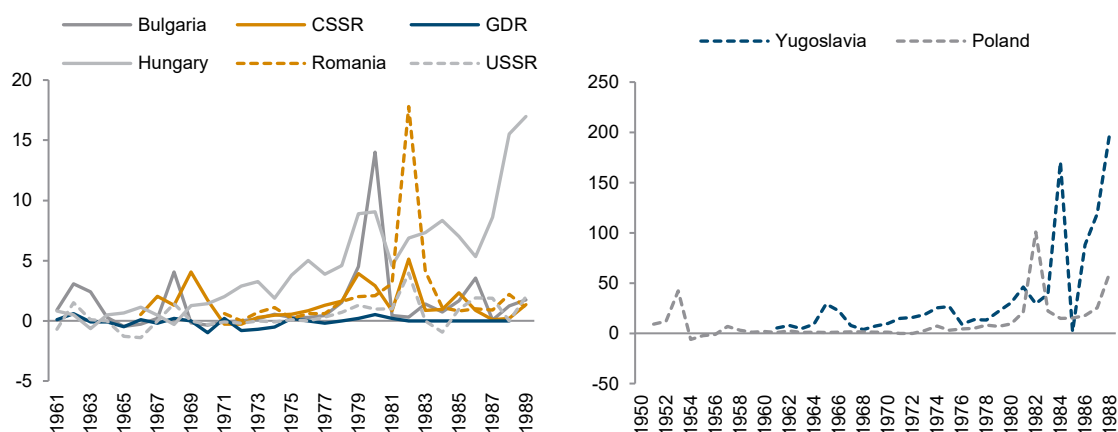 Bulgaria CSSR GDR
Hungary Romania USSR
20
15
10
5
0
-5
1961 1963 1965 1967 1969 1971 1973 1975 1977 1979 1981 1983 1985 1987 1989
Yugoslavia Poland
250
200
150
100
50
0
-50
1950 1952 1954 1956 1958 1960 1962 1964 1966 1968 1970 1972 1974 1976 1978 1980 1982 1984 1986 1988